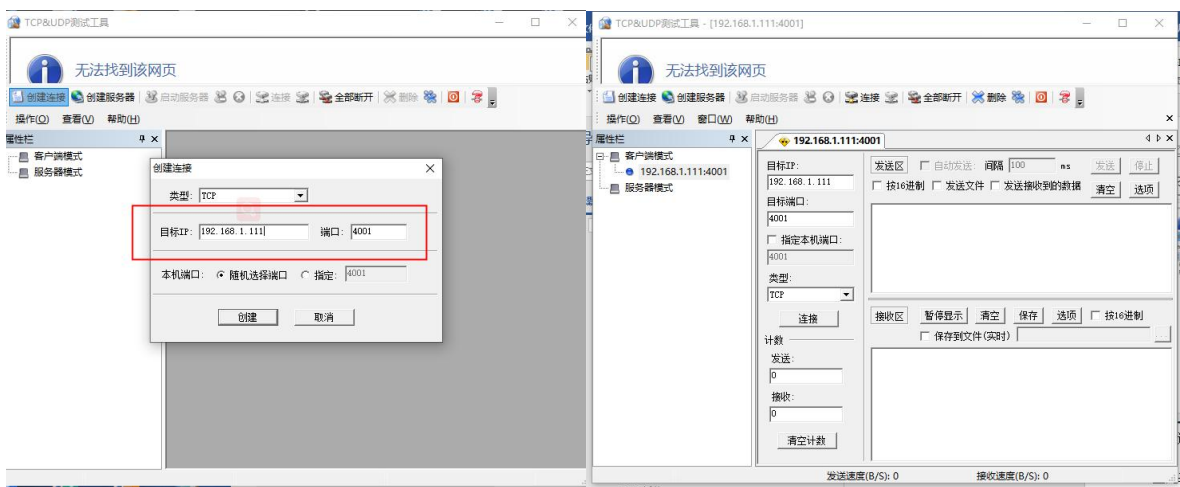 TCP&UDP测试工具
无法找到该网页
创建连接 创建服务器 启动服务器 连接 全部断开 删除
操作(O) 查看(V) 帮助(H)
属性栏
客户端模式
服务器模式
创建连接
类型: TCP
目标IP: 192.168.1.111 端口: 4001
本机端口: 随机选择端口 指定: 4001
创建 取消
TCP&UDP测试工具 - [192.168.1.111:4001]
无法找到该网页
创建连接 创建服务器 启动服务器 连接 全部断开 删除
操作(O) 查看(V) 窗口(W) 帮助(H)
属性栏
客户端模式
192.168.1.111:4001
服务器模式
192.168.1.111:4001
目标IP:
192.168.1.111
目标端口:
4001
指定本机端口:
4001
类型:
TCP
连接
计数
发送:
0
接收:
0
清空计数
发送区 自动发送: 间隔 100 ms 发送 停止
按16进制 发送文件 发送接收到的数据 清空 选项
接收区 暂停显示 清空 保存 选项 按16进制
保存到文件(实时)
发送速度(B/S): 0 接收速度(B/S): 0